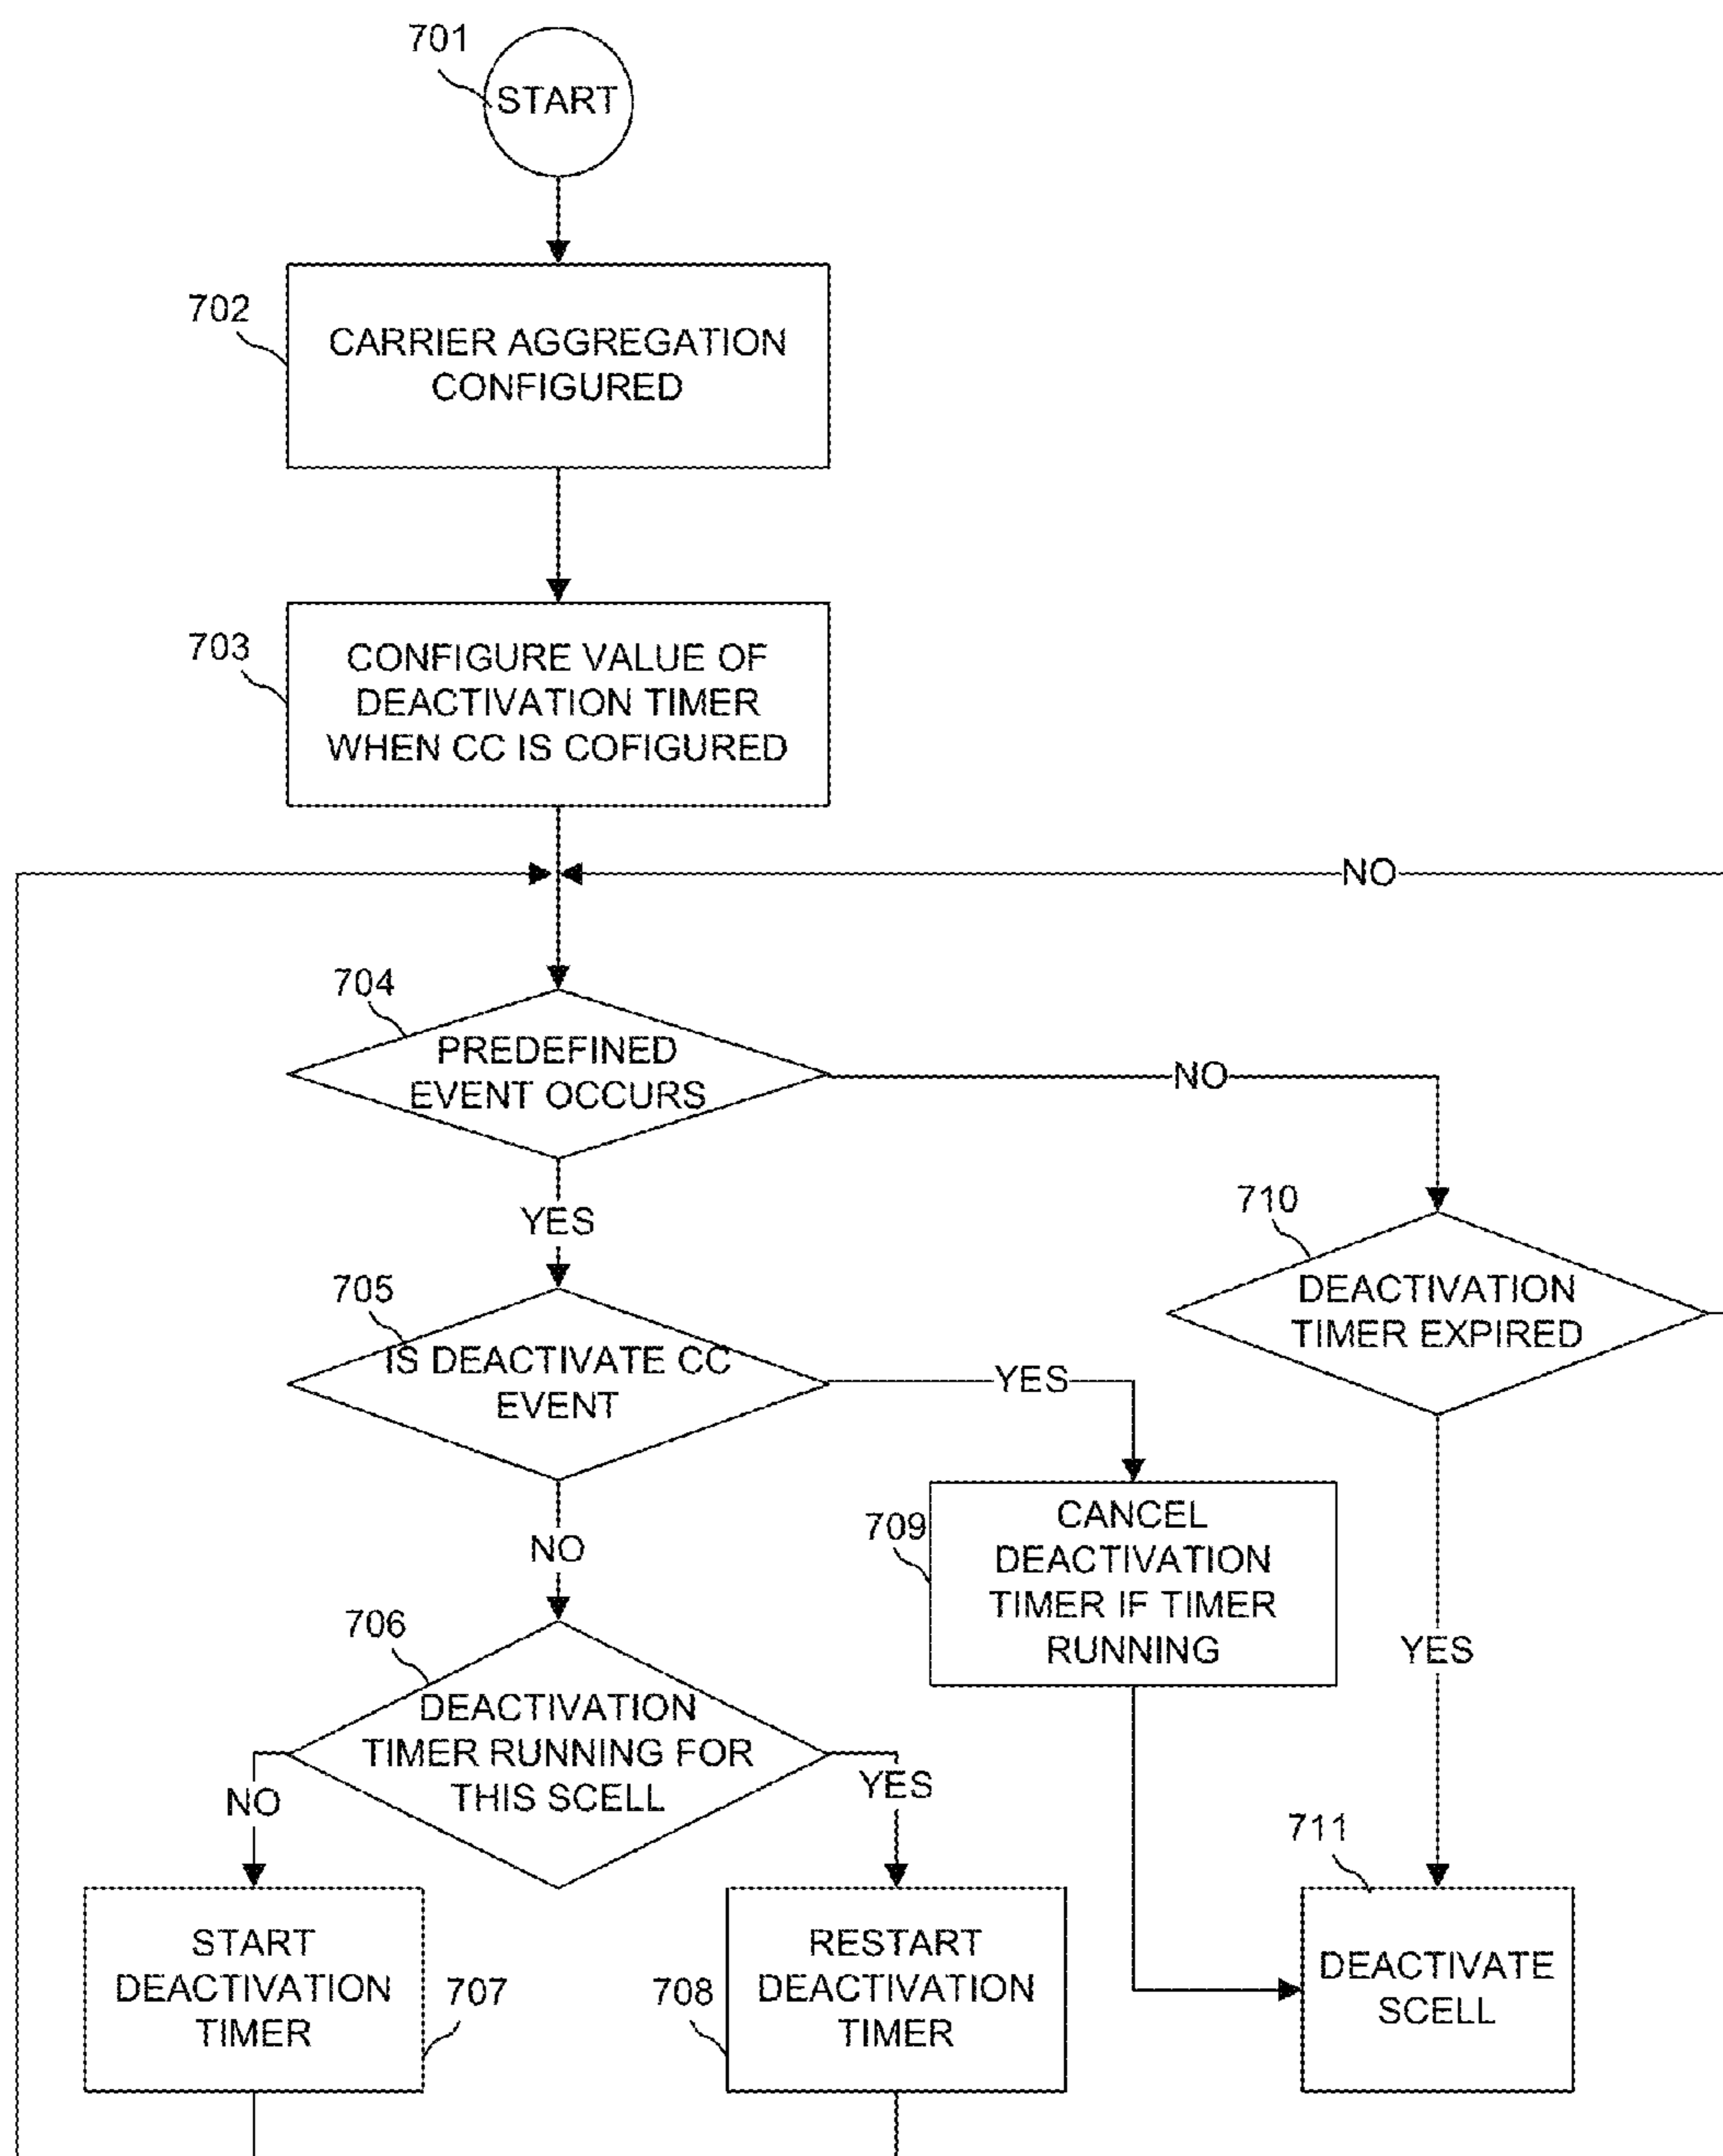 701
START
702
CARRIER AGGREGATION
CONFIGURED
703
CONFIGURE VALUE OF
DEACTIVATION TIMER
WHEN CC IS COFIGURED
NO
704
PREDEFINED
EVENT OCCURS
NO
YES
710
DEACTIVATION
TIMER EXPIRED
705
IS DEACTIVATE CC
EVENT
YES
NO
709
CANCEL
DEACTIVATION
TIMER IF TIMER
RUNNING
YES
706
DEACTIVATION
TIMER RUNNING FOR
THIS SCELL
NO
YES
711
START
DEACTIVATION
TIMER
707
708
RESTART
DEACTIVATION
TIMER
DEACTIVATE
SCELL